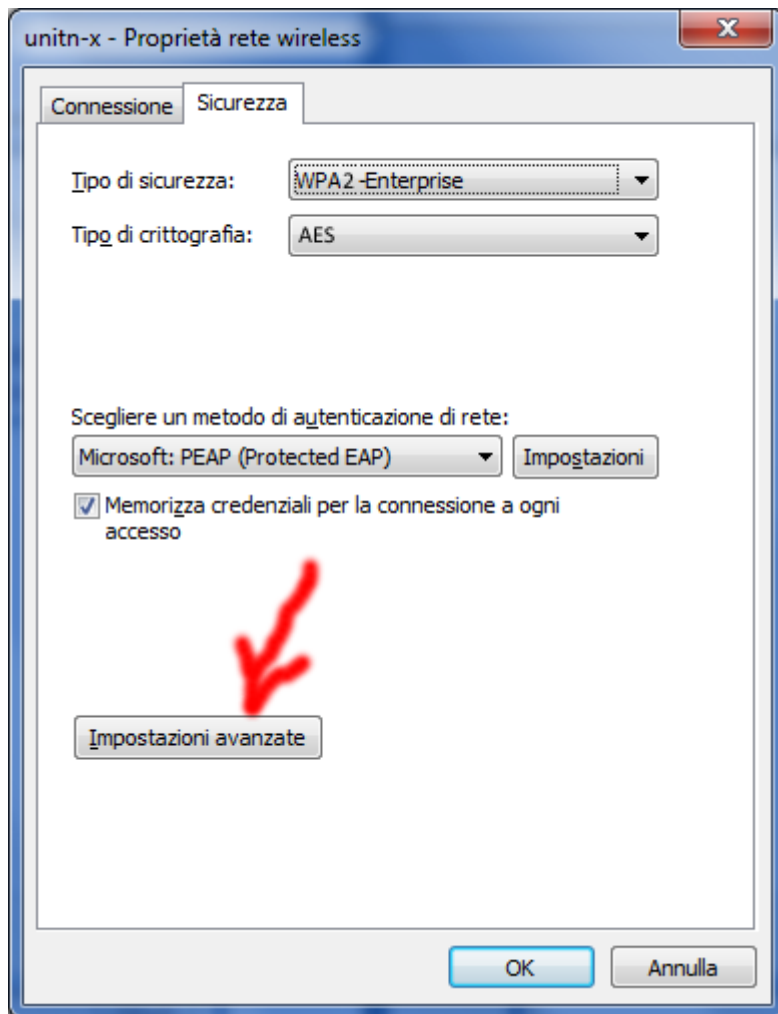 unitn-x - Proprietà rete wireless
Connessione
Sicurezza
Tipo di sicurezza:
WPA2 -Enterprise
Tipo di crittografia:
AES
Scegliere un metodo di autenticazione di rete:
Microsoft: PEAP (Protected EAP)
Impostazioni
Memorizza credenziali per la connessione a ogni
accesso
Impostazioni avanzate
OK
Annulla